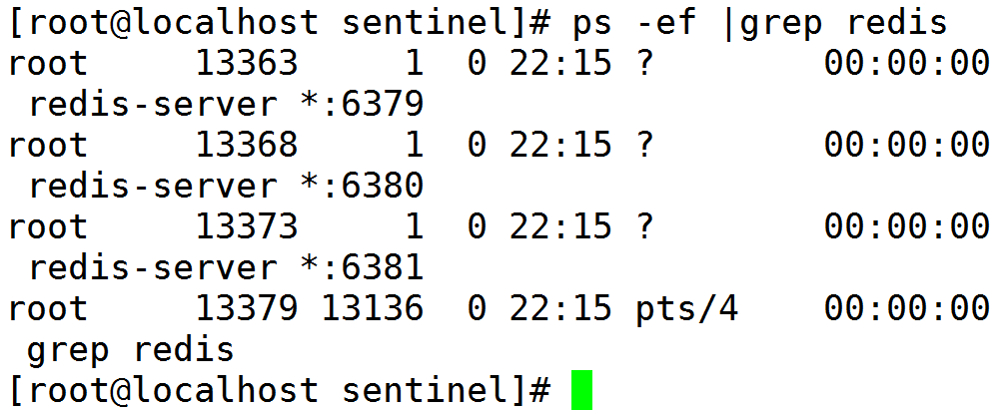 [root@localhost sentinel]# ps -ef |grep redis
root     13363     1  0 22:15 ?        00:00:00
 redis-server *:6379
root     13368     1  0 22:15 ?        00:00:00
 redis-server *:6380
root     13373     1  0 22:15 ?        00:00:00
 redis-server *:6381
root     13379 13136  0 22:15 pts/4    00:00:00
 grep redis
[root@localhost sentinel]#